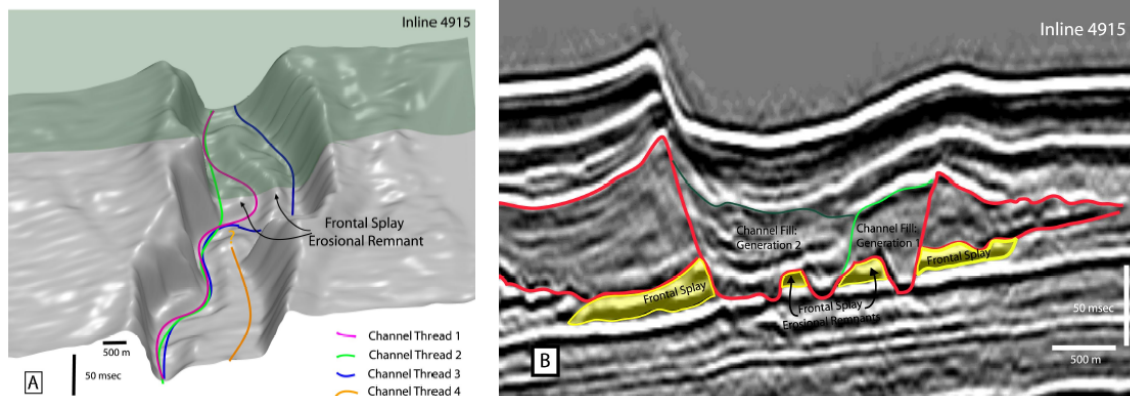 Inline 4915
Frontal Splay
Erosional Remnant
Channel Thread 1
Channel Thread 2
Channel Thread 3
Channel Thread 4
500 m
50 msec
A
Inline 4915
Channel Fill:
Generation 2
Channel Fill:
Generation 1
Frontal Splay
Frontal Splay
Frontal Splay
Erosional Remnants
50 msec
500 m
B